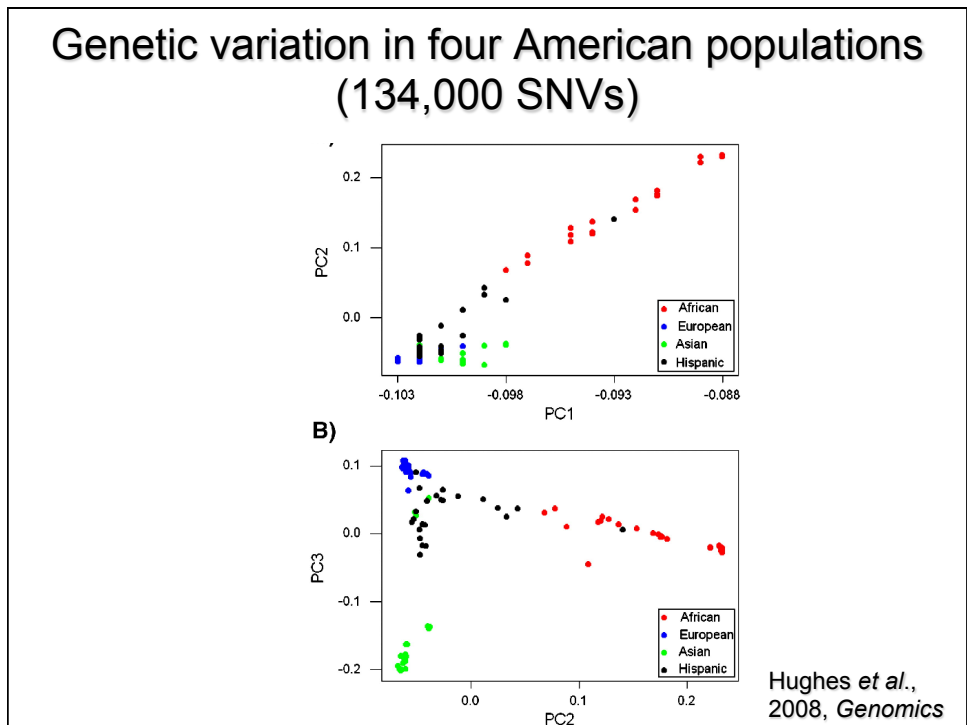 Genetic variation in four American populations
(134,000 SNVs)
0.2
0.1
0.0
PC2
African
European
Asian
Hispanic
-0.103
-0.098
-0.093
-0.088
PC1
B)
0.1
0.0
-0.1
-0.2
PC3
African
European
Asian
Hispanic
0.0
0.1
0.2
PC2
Hughes et al.,
2008, Genomics